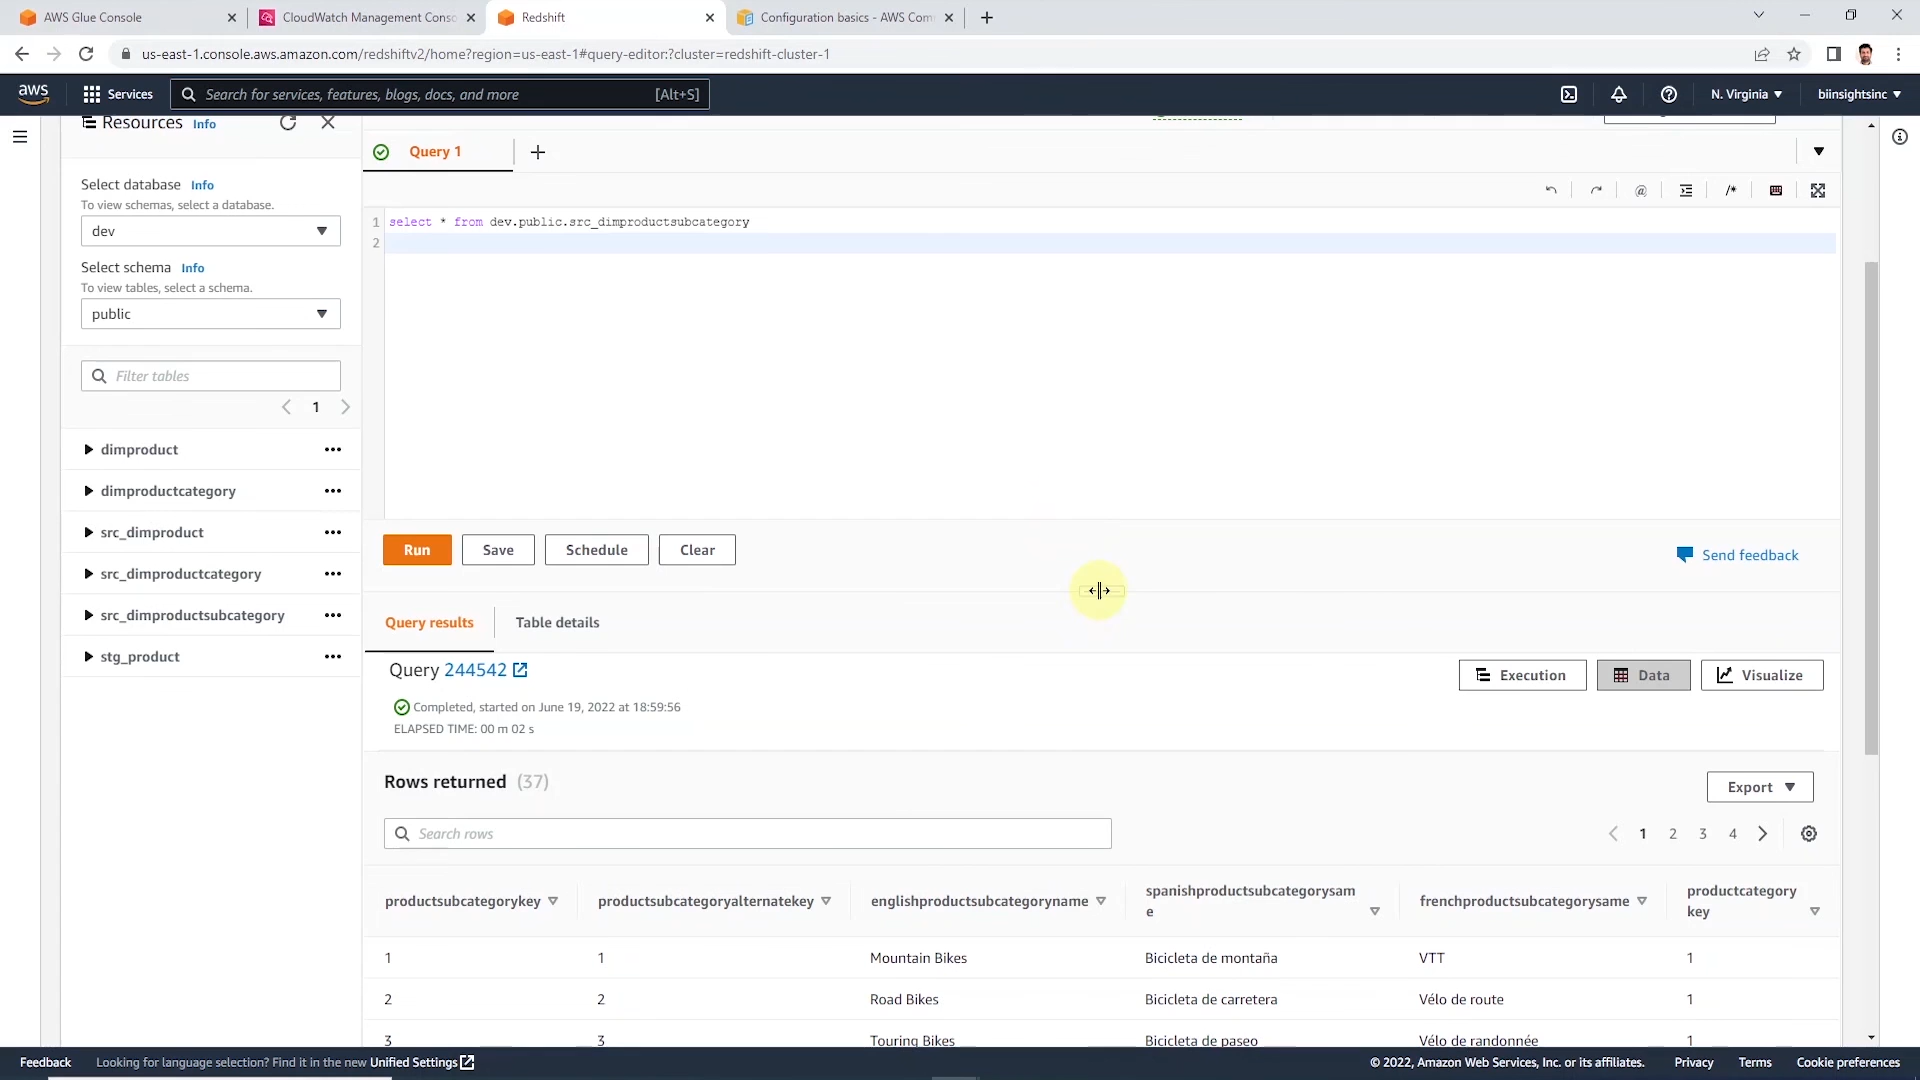 AWS Glue Console
CloudWatch Management Conso
Redshift
Configuration basics - AWS Com
us-east-1.console.aws.amazon.com/redshiftv2/home?region=us-east-1#query-editor:?cluster=redshift-cluster-1
aws
Services
Search for services, features, blogs, docs, and more
[Alt+S]
N. Virginia
biinsightsinc
Resources Info
Query 1
Select database Info
To view schemas, select a database.
dev
Select schema Info
To view tables, select a schema.
public
Filter tables
1
dimproduct
dimproductcategory
src_dimproduct
src_dimproductcategory
src_dimproductsubcategory
stg_product
1 select * from dev.public.src_dimproductsubcategory
2
Run
Save
Schedule
Clear
Send feedback
Query results
Table details
Query 244542
Execution
Data
Visualize
Completed, started on June 19, 2022 at 18:59:56
ELAPSED TIME: 00 m 02 s
Rows returned (37)
Export
Search rows
1 2 3 4
productsubcategorykey productsubcategoryalternatekey englishproductsubcategoryname spanishproductsubcategorysam
e frenchproductsubcategorysame productcategory
key
1 1 Mountain Bikes Bicicleta de montaña VTT 1
2 2 Road Bikes Bicicleta de carretera Vélo de route 1
3 3 Touring Bikes Bicicleta de paseo Vélo de randonnée 1
Feedback
Looking for language selection? Find it in the new Unified Settings
© 2022, Amazon Web Services, Inc. or its affiliates.
Privacy
Terms
Cookie preferences